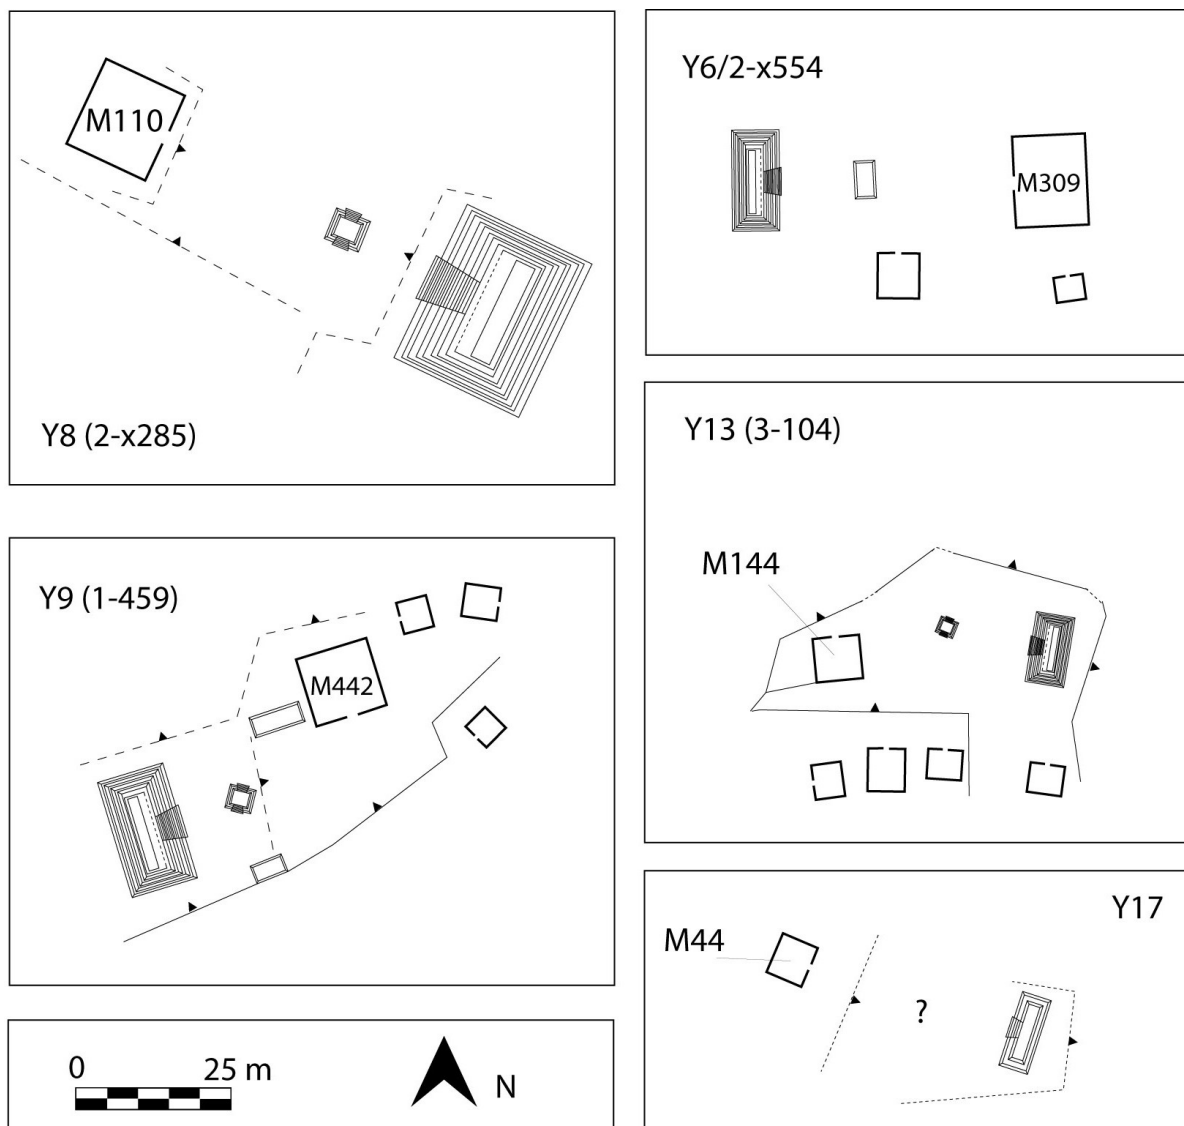 M110
Y8 (2-x285)
Y6/2-x554
M309
Y13 (3-104)
M144
Y9 (1-459)
M442
Y17
M44
?
0 25 m
N